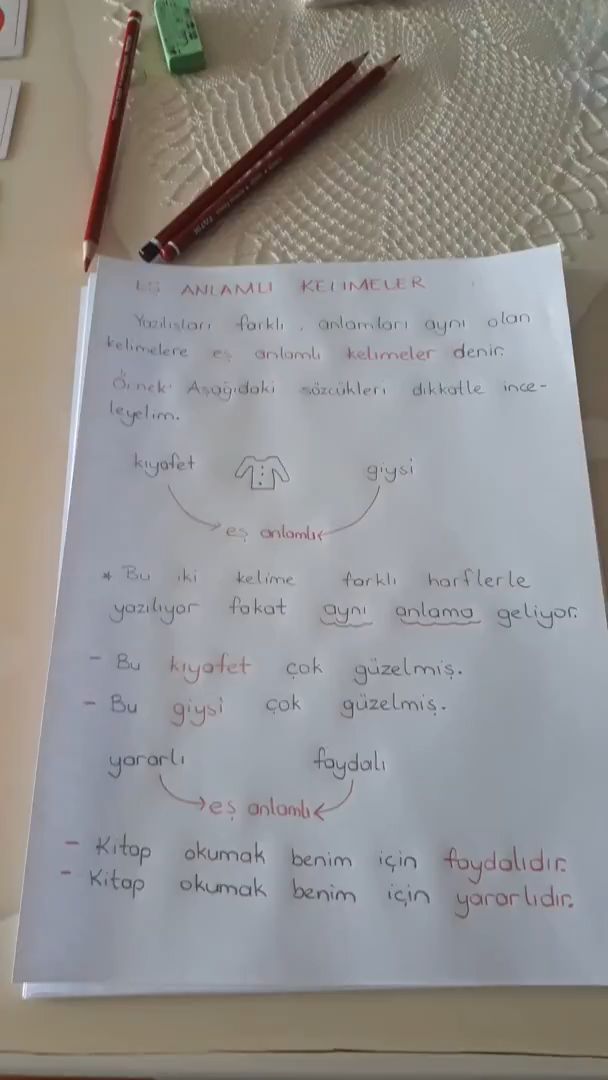 EŞ ANLAMLI KELIMELER
Yazılışları farklı, anlamları aynı olan
kelimelere eş anlamlı kelimeler denir.
Örnek: Aşağıdaki sözcükleri dikkatle ince-
leyelim.
kıyafet giysi
eş anlamlı
* Bu iki kelime farklı harflerle
yazılıyor fakat aynı anlama geliyor.
- Bu kıyafet çok güzelmiş.
- Bu giysi çok güzelmiş.
yararlı faydalı
eş anlamlı
- Kitap okumak benim için faydalıdır.
- Kitap okumak benim için yararlıdır.